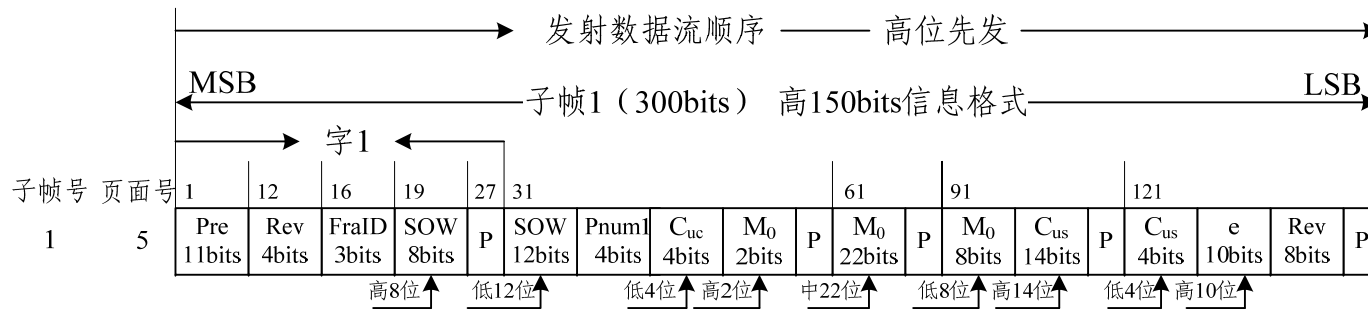 发射数据流顺序 高位先发
MSB LSB
子帧1（300bits） 高150bits信息格式
字1
子帧号 页面号 1 12 16 19 27 31 61 91 121
1 5 Pre 11bits Rev 4bits FraID 3bits SOW 8bits P SOW 12bits Pnum1 4bits Cuc 4bits M0 2bits P M0 22bits P M0 8bits Cus 14bits P Cus 4bits e 10bits Rev 8bits P
高8位 低12位 低4位 高2位 中22位 低8位 高14位 低4位 高10位